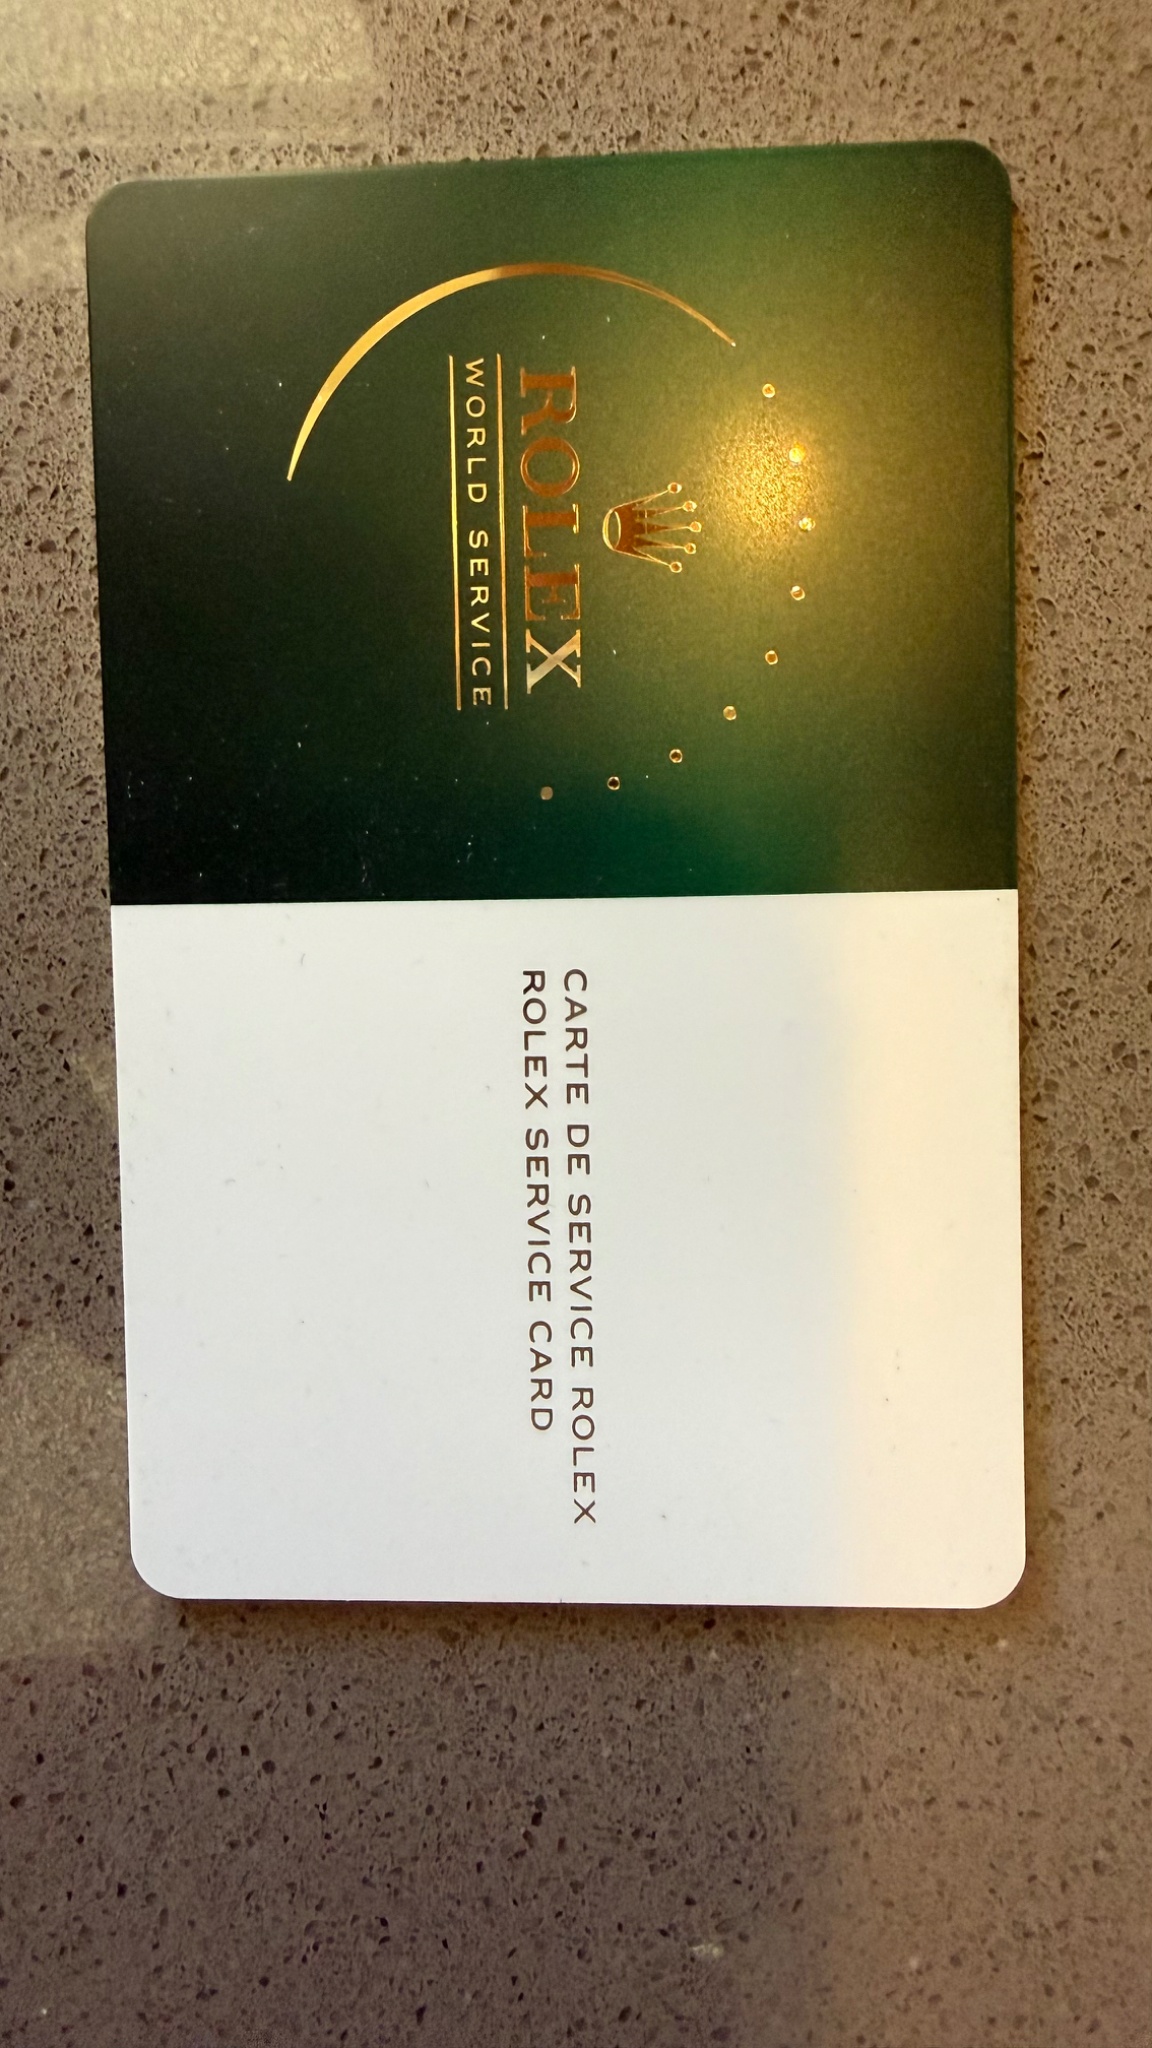 ROLEX
WORLD SERVICE
CARTE DE SERVICE ROLEX
ROLEX SERVICE CARD